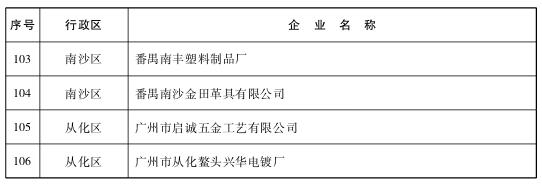 序号 行政区 企 业 名 称
103 南沙区 番禺南丰塑料制品厂
104 南沙区 番禺南沙金田革具有限公司
105 从化区 广州市启诚五金工艺有限公司
106 从化区 广州市从化鳌头兴华电镀厂